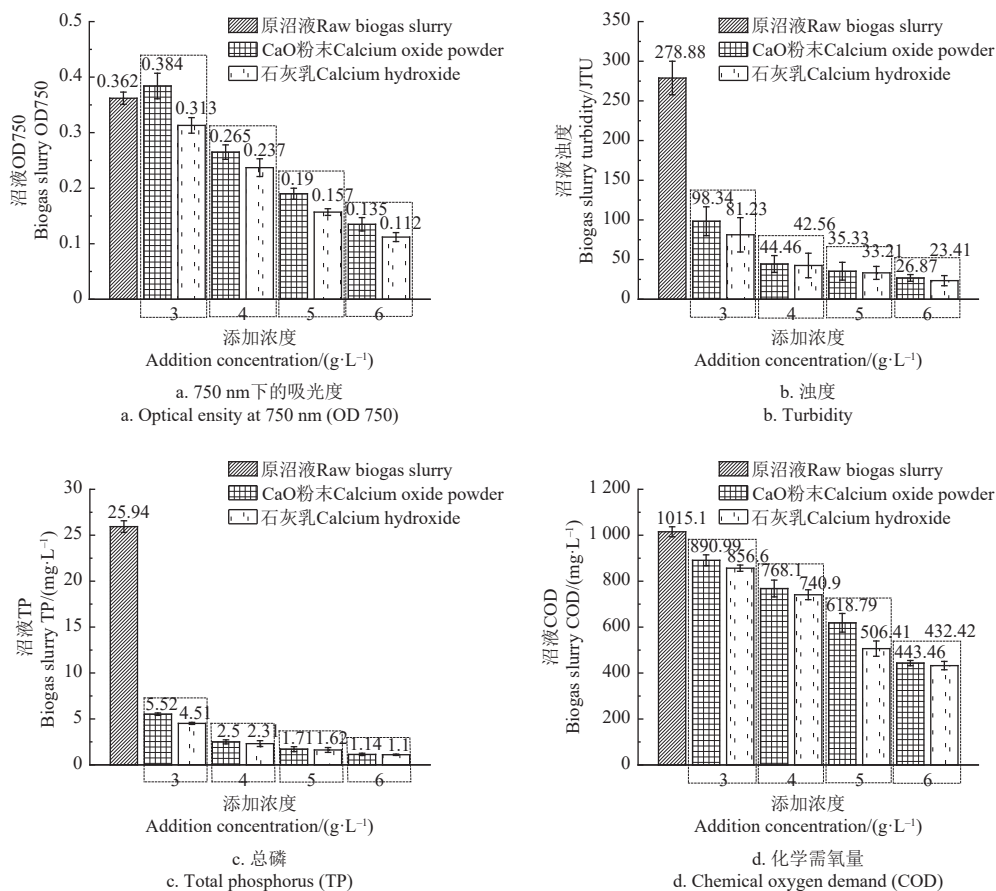 沼液OD750
Biogas slurry OD750
0.5
0.4
0.3
0.2
0.1
0
原沼液Raw biogas slurry
CaO粉末Calcium oxide powder
石灰乳Calcium hydroxide
0.362
0.384
0.313
0.265
0.237
0.19
0.157
0.135
0.112
3 4 5 6
添加浓度
Addition concentration/(g·L⁻¹)
a. 750 nm下的吸光度
a. Optical ensity at 750 nm (OD 750)
沼液浊度
Biogas slurry turbidity/JTU
350
300
250
200
150
100
50
0
原沼液Raw biogas slurry
CaO粉末Calcium oxide powder
石灰乳Calcium hydroxide
278.88
98.34
81.23
44.46
42.56
35.33
33.21
26.87
23.41
3 4 5 6
添加浓度
Addition concentration/(g·L⁻¹)
b. 浊度
b. Turbidity
沼液TP
Biogas slurry TP/(mg·L⁻¹)
30
25
20
15
10
5
0
原沼液Raw biogas slurry
CaO粉末Calcium oxide powder
石灰乳Calcium hydroxide
25.94
5.52
4.51
2.5
2.31
1.71
1.62
1.14
1.1
3 4 5 6
添加浓度
Addition concentration/(g·L⁻¹)
c. 总磷
c. Total phosphorus (TP)
沼液COD
Biogas slurry COD/(mg·L⁻¹)
1 200
1 000
800
600
400
200
0
原沼液Raw biogas slurry
CaO粉末Calcium oxide powder
石灰乳Calcium hydroxide
1015.1
890.99
856.6
768.1
740.9
618.79
506.41
443.46
432.42
3 4 5 6
添加浓度
Addition concentration/(g·L⁻¹)
d. 化学需氧量
d. Chemical oxygen demand (COD)